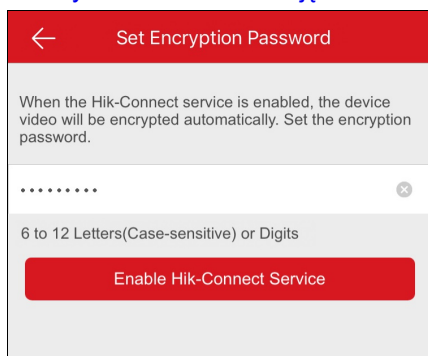 Set Encryption Password
When the Hik-Connect service is enabled, the device
video will be encrypted automatically. Set the encryption
password.
•••••••••
6 to 12 Letters(Case-sensitive) or Digits
Enable Hik-Connect Service